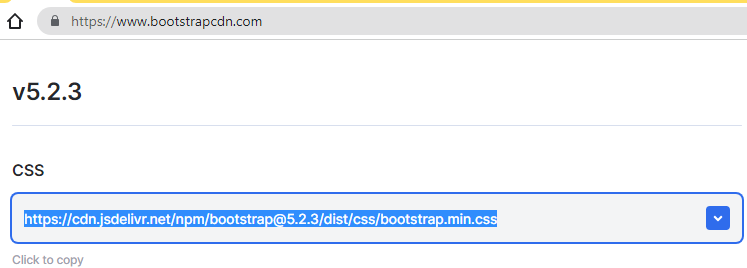 https://www.bootstrapcdn.com
v5.2.3
CSS
https://cdn.jsdelivr.net/npm/bootstrap@5.2.3/dist/css/bootstrap.min.css
Click to copy